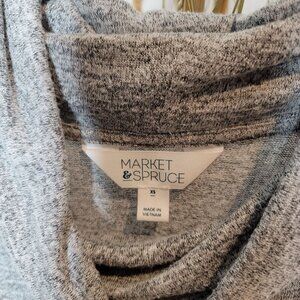 MARKET
&SPRUCE
XS
MADE IN
VIETNAM